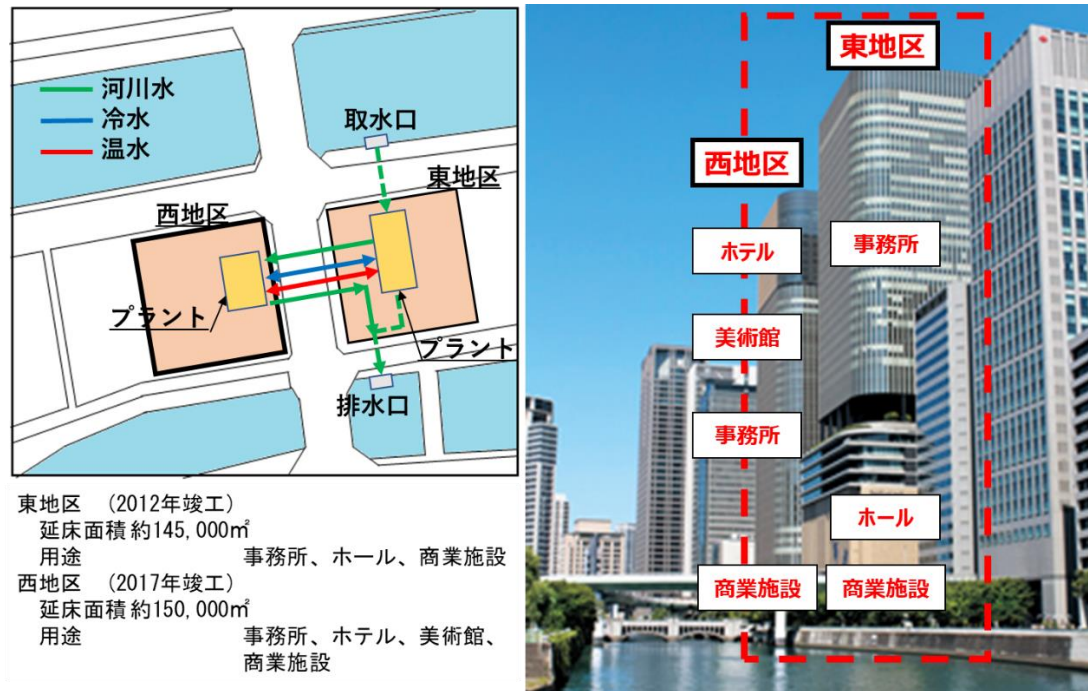 河川水
冷水
温水
取水口
東地区
西地区
プラント
プラント
排水口
東地区　（2012年竣工）
延床面積 約145,000㎡
用途　事務所、ホール、商業施設
西地区　（2017年竣工）
延床面積 約150,000㎡
用途　事務所、ホテル、美術館、
商業施設
東地区
西地区
ホテル
事務所
美術館
事務所
ホール
商業施設
商業施設